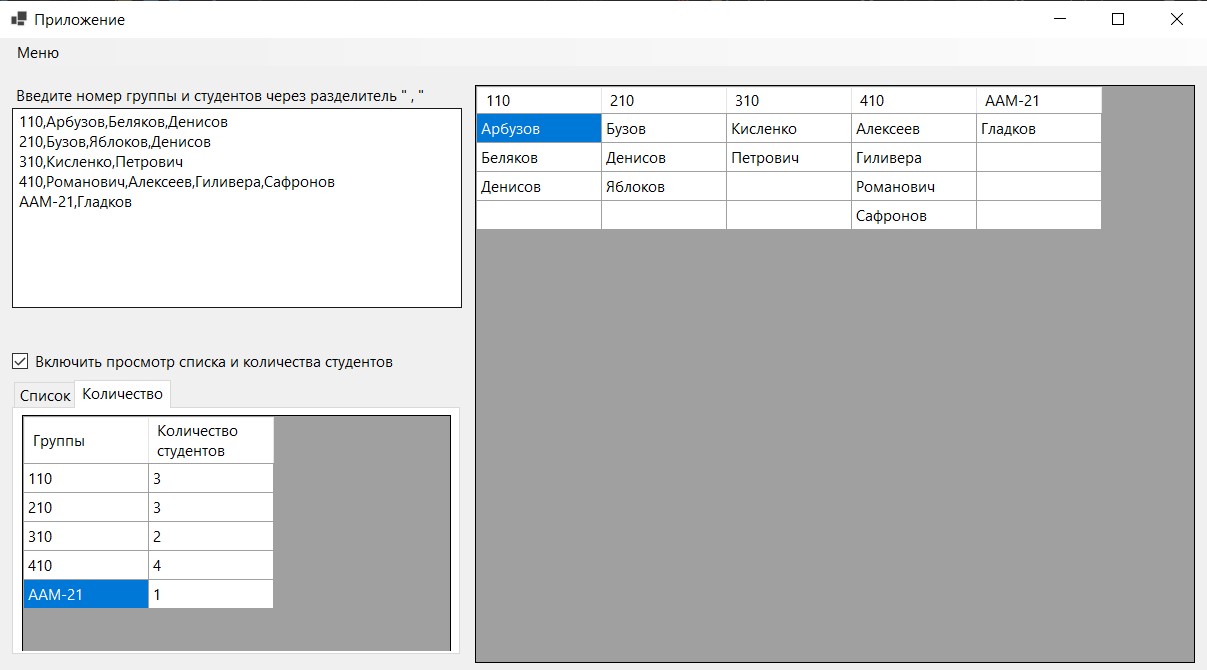 Приложение
Меню
Введите номер группы и студентов через разделитель " , "
110,Арбузов,Беляков,Денисов
210,Бузов,Яблоков,Денисов
310,Кисленко,Петрович
410,Романович,Алексеев,Гиливера,Сафронов
ААМ-21,Гладков
Включить просмотр списка и количества студентов
Список Количество
Группы Количество
студентов
110 3
210 3
310 2
410 4
ААМ-21 1
110 210 310 410 ААМ-21
Арбузов Бузов Кисленко Алексеев Гладков
Беляков Денисов Петрович Гиливера
Денисов Яблоков Романович
Сафронов